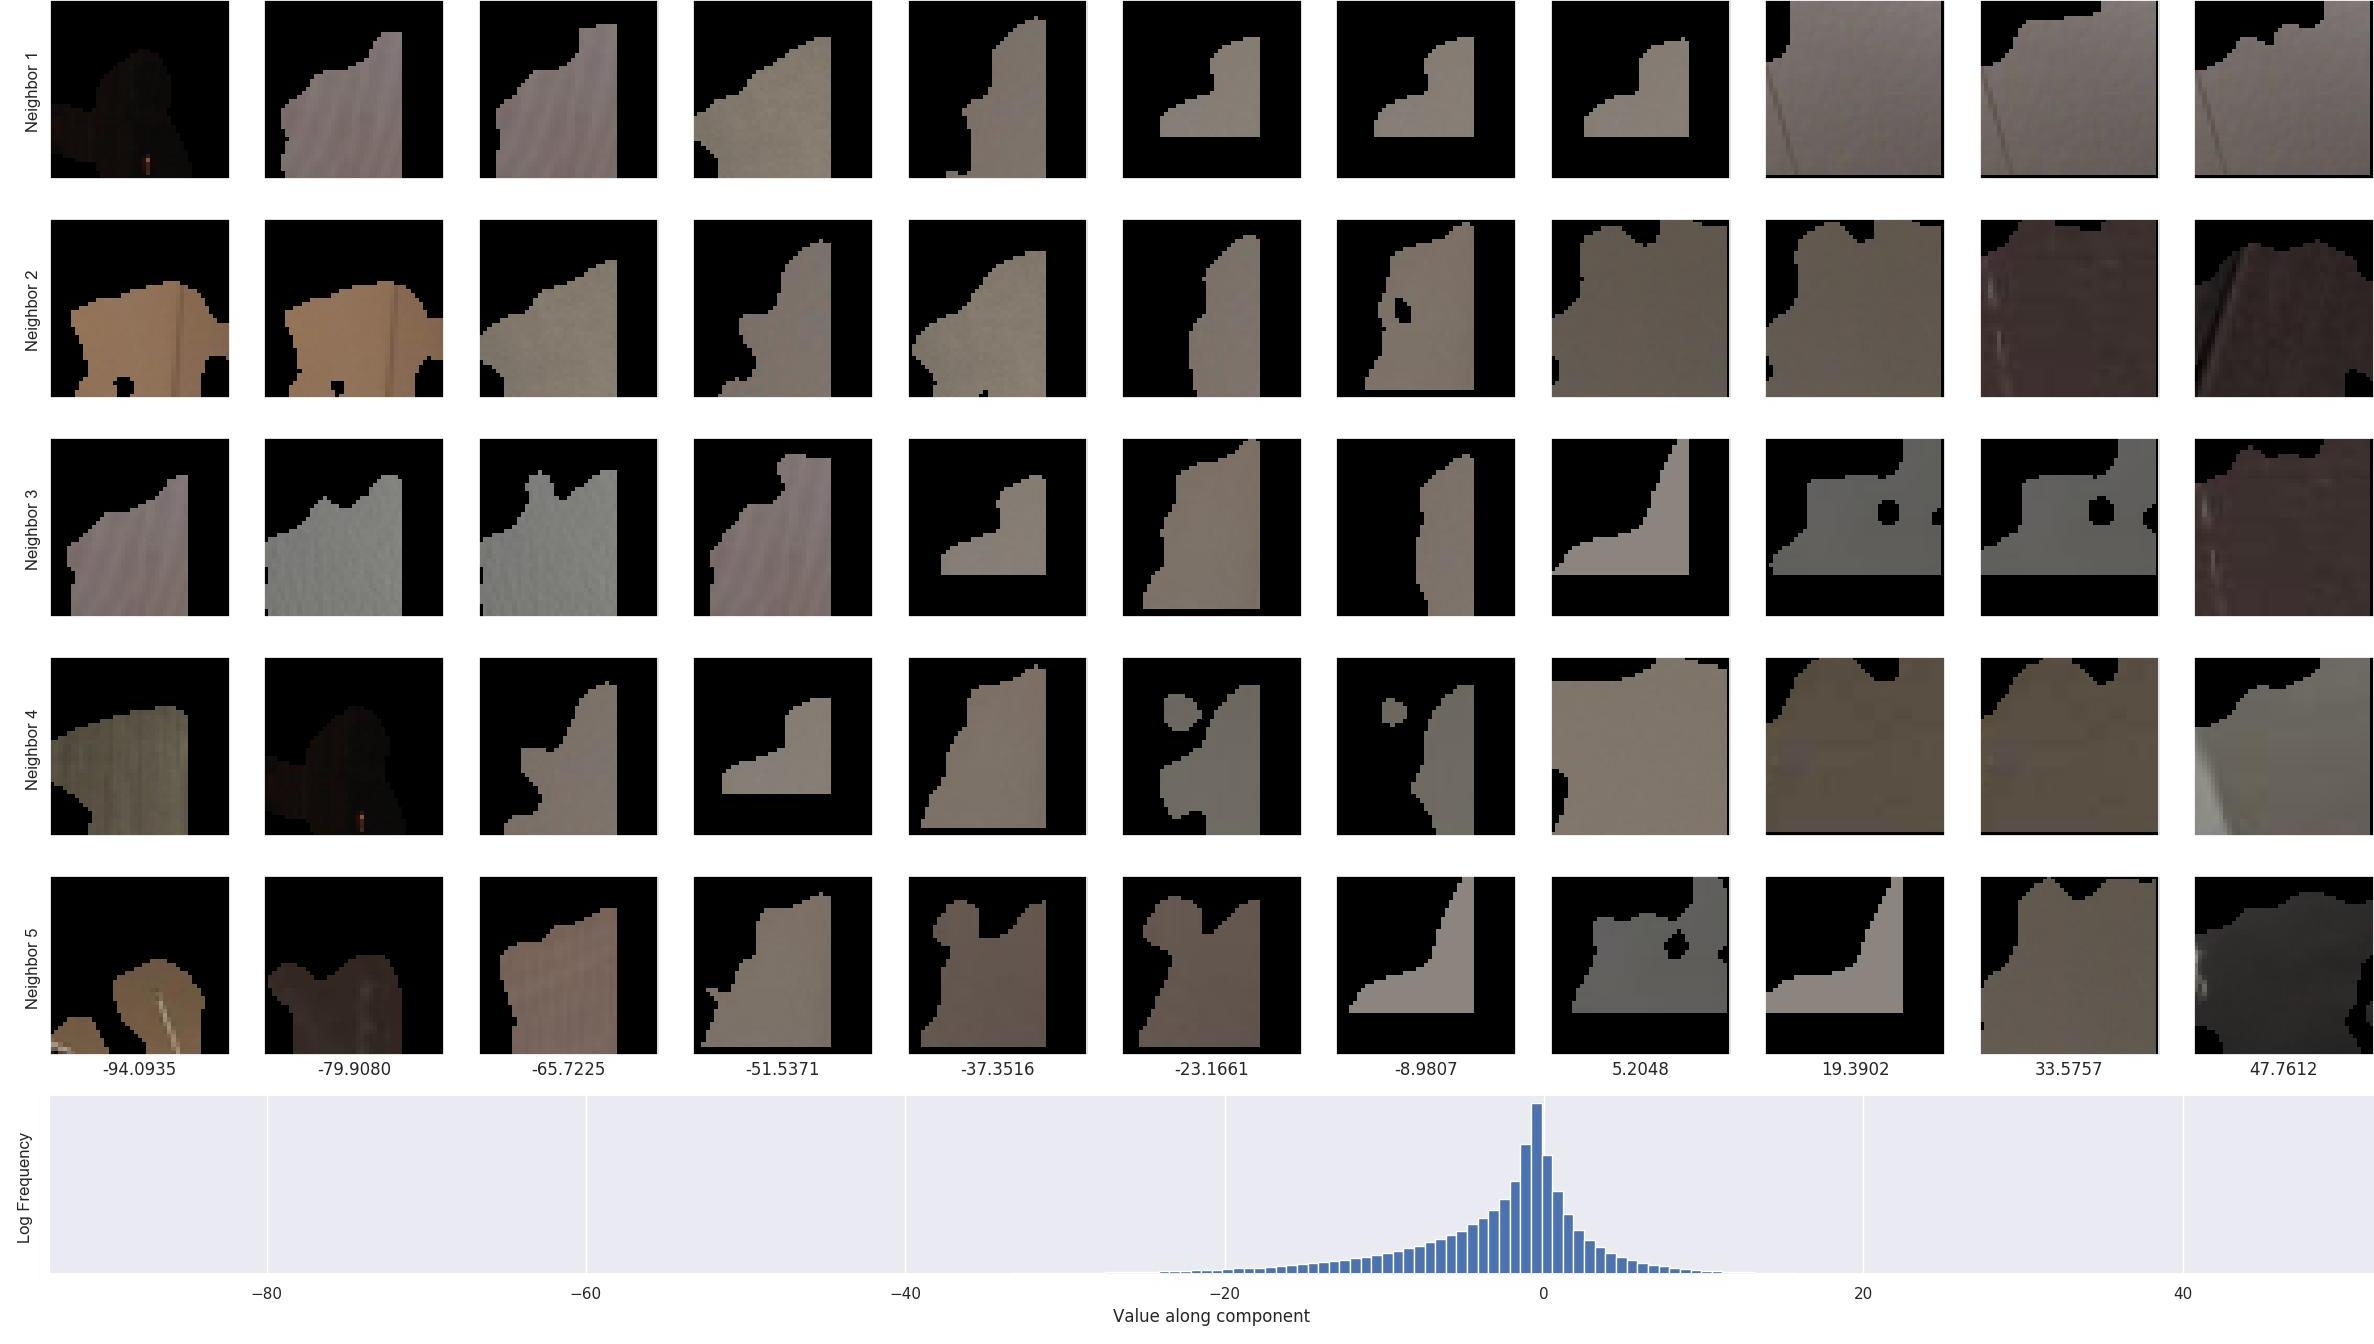 Neighbor 1
Neighbor 2
Neighbor 3
Neighbor 4
Neighbor 5
-94.0935 -79.9080 -65.7225 -51.5371 -37.3516 -23.1661 -8.9807 5.2048 19.3902 33.5757 47.7612
Log Frequency
−80 −60 −40 −20 0 20 40
Value along component